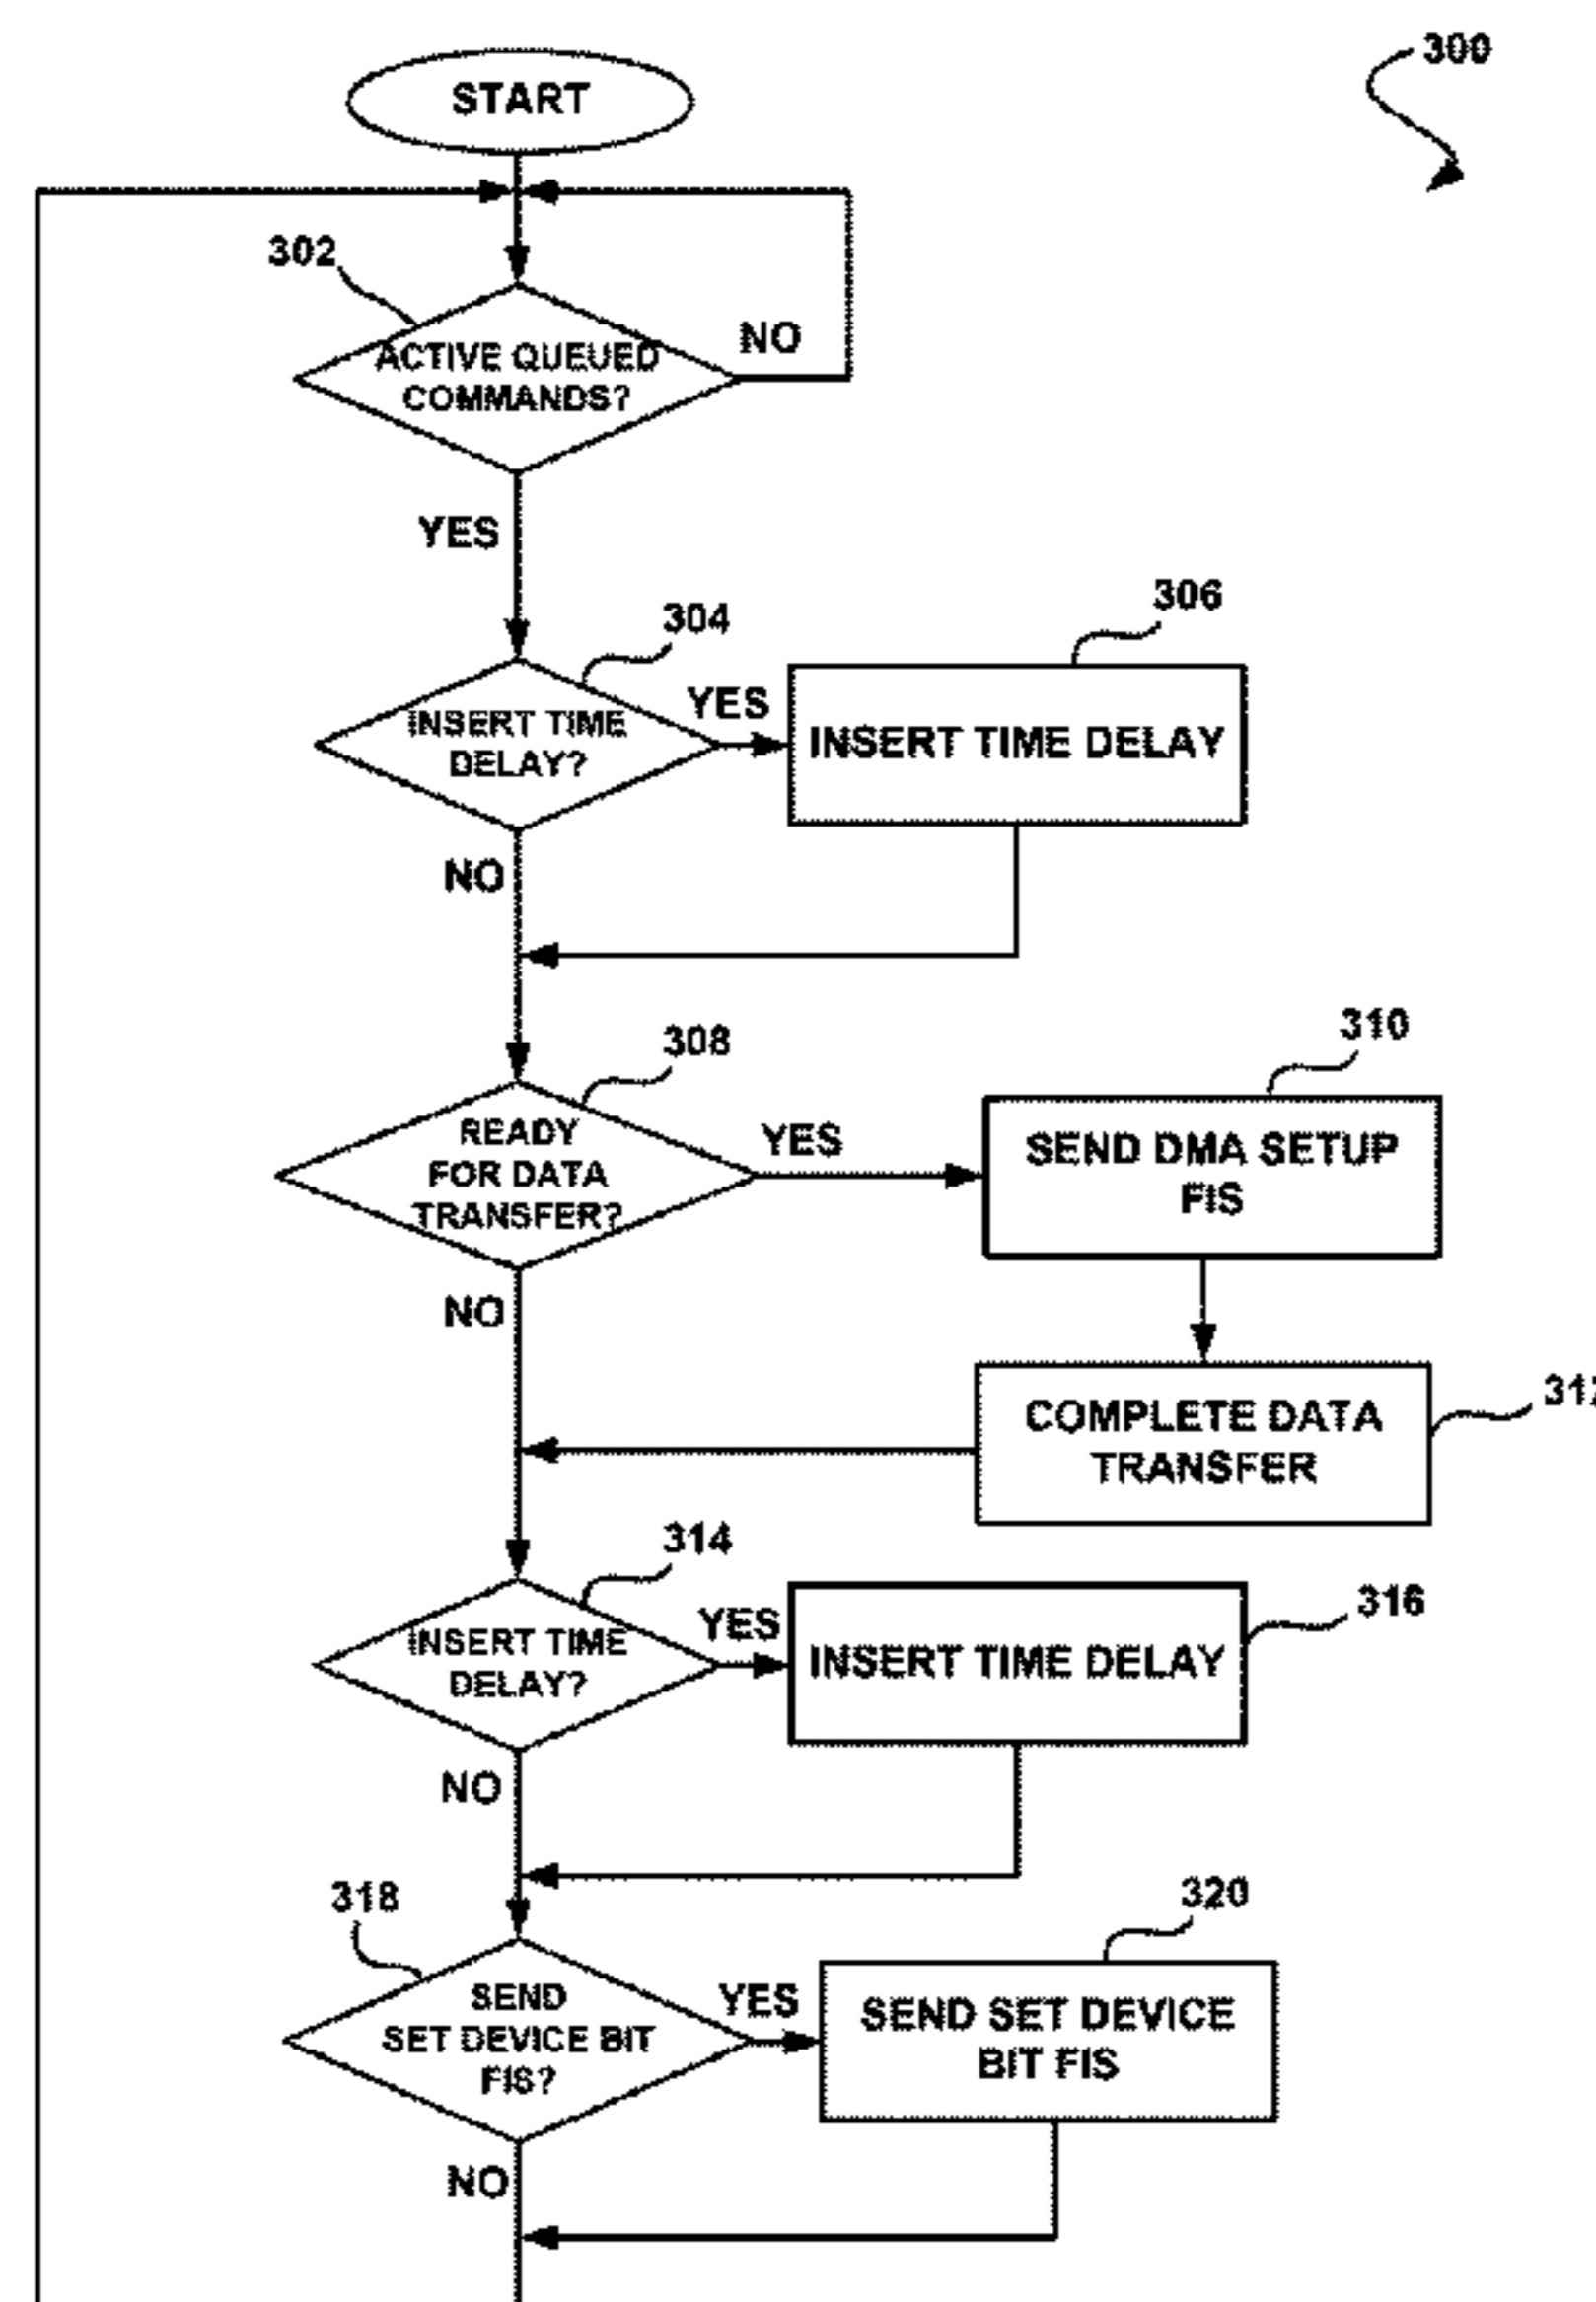 START
300
302
ACTIVE QUEUED
COMMANDS?
NO
YES
304
306
INSERT TIME
DELAY?
YES
INSERT TIME DELAY
NO
308
310
READY
FOR DATA
TRANSFER?
YES
SEND DMA SETUP
FIS
NO
COMPLETE DATA
TRANSFER
314
INSERT TIME
DELAY?
YES
INSERT TIME DELAY
316
NO
318
320
SEND
SET DEVICE BIT
FIS?
YES
SEND SET DEVICE
BIT FIS
NO